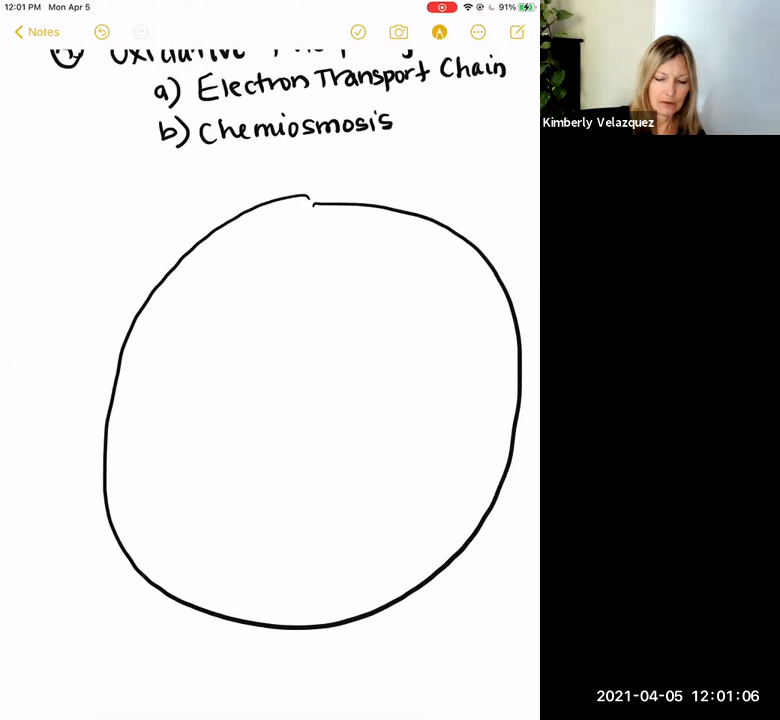 12:01 PM Mon Apr 5
91%
Notes
a) Electron Transport Chain
b) Chemiosmosis
Kimberly Velazquez
2021-04-05 12:01:06